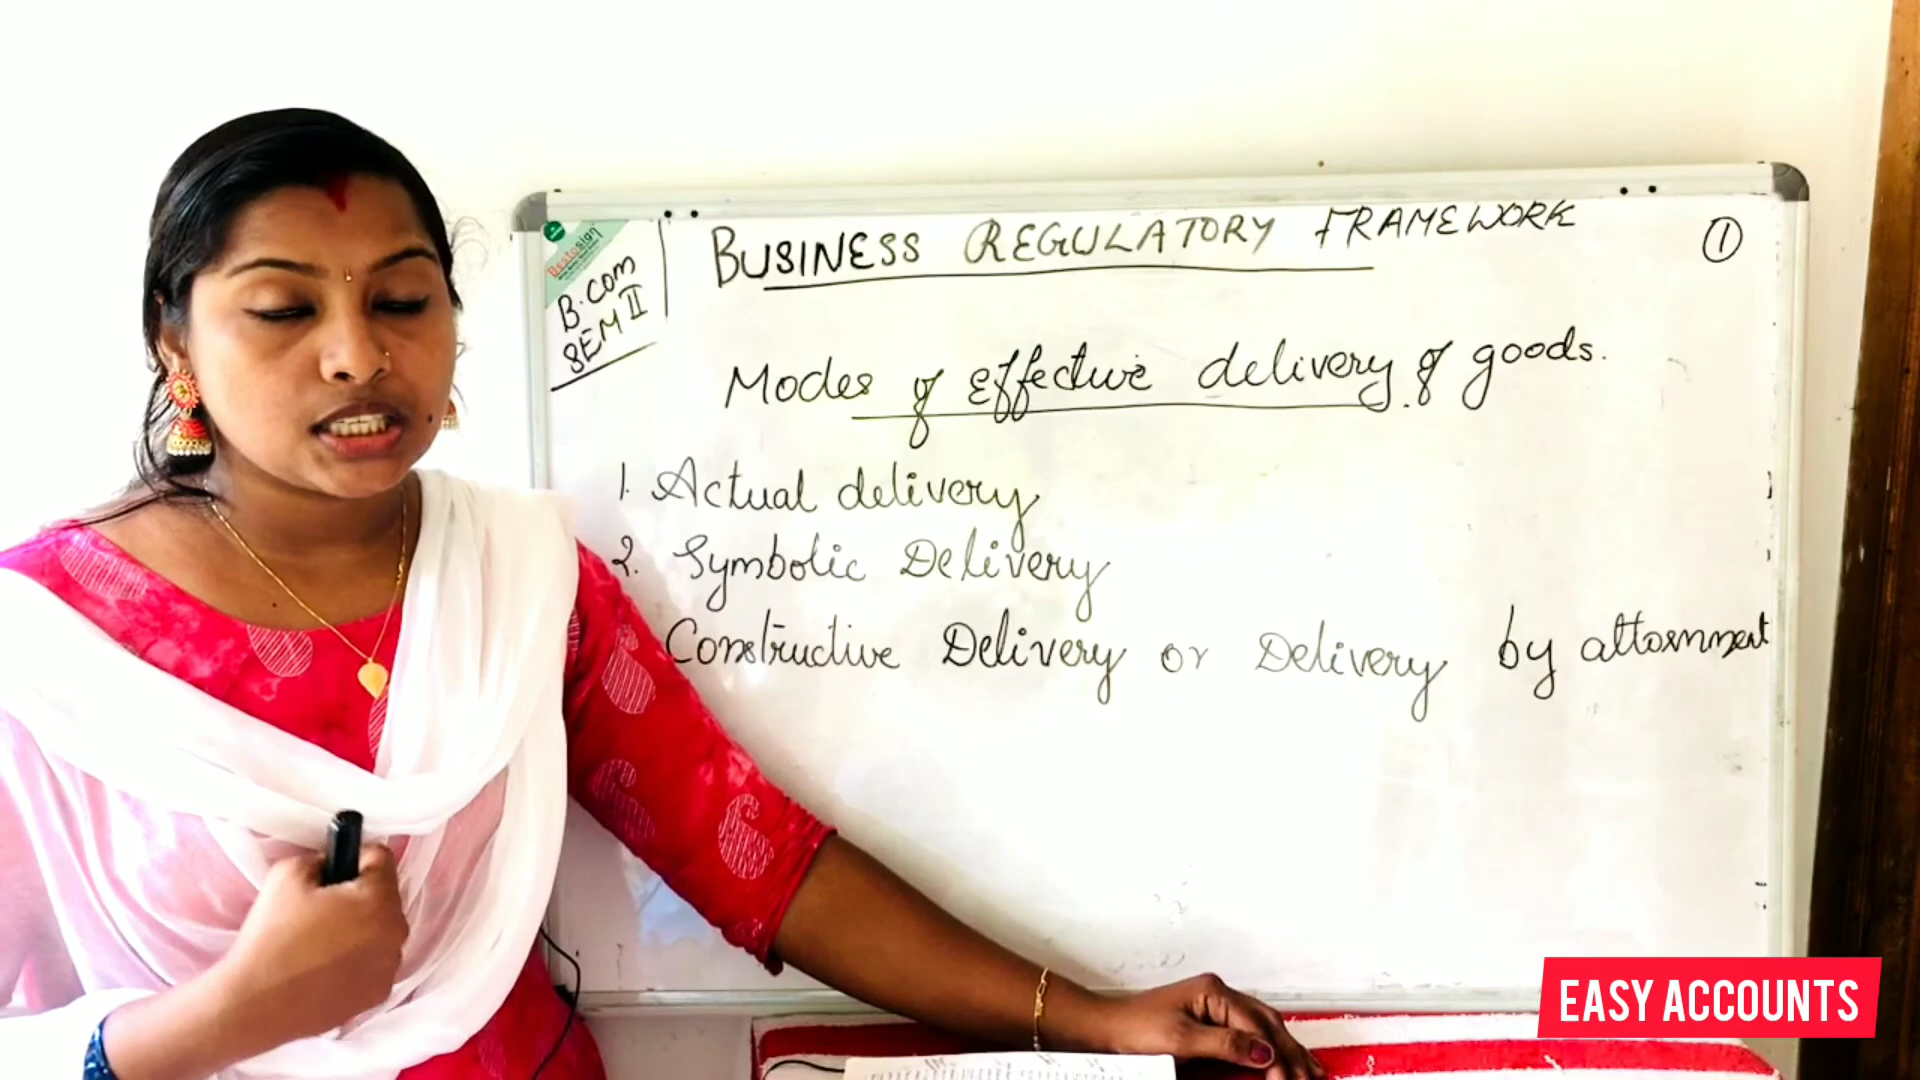 Bestosign
B.COM
SEM II
BUSINESS REGULATORY FRAMEWORK
1
Modes of effective delivery of goods.
1. Actual delivery
2. Symbolic Delivery
Constructive Delivery or Delivery by attornment
EASY ACCOUNTS